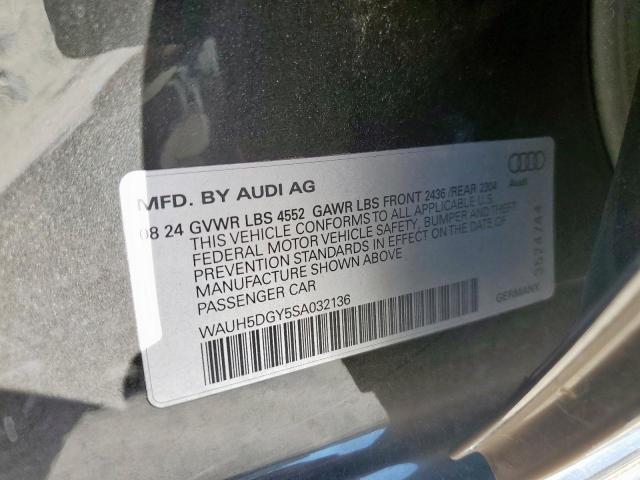 MFD. BY AUDI AG
Audi
08 24 GVWR LBS 4552 GAWR LBS FRONT 2436 /REAR 2304
THIS VEHICLE CONFORMS TO ALL APPLICABLE U.S.
FEDERAL MOTOR VEHICLE SAFETY, BUMPER AND THEFT
PREVENTION STANDARDS IN EFFECT ON THE DATE OF
MANUFACTURE SHOWN ABOVE
PASSENGER CAR
WAUH5DGY5SA032136
GERMANY
3574744